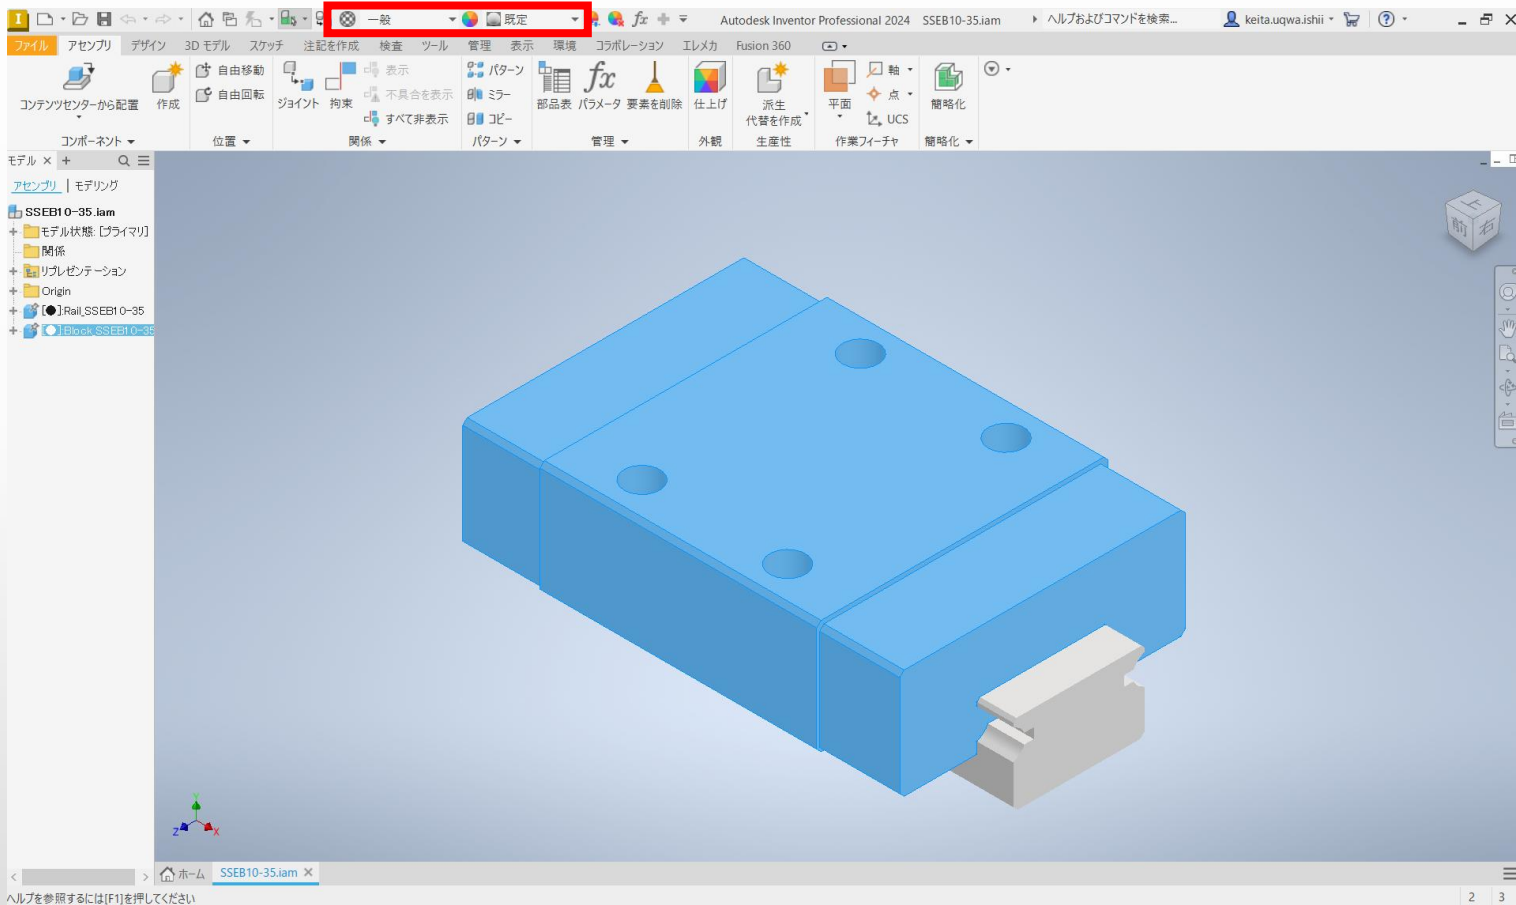 一般
既定
Autodesk Inventor Professional 2024 SSEB10-35.iam
ヘルプおよびコマンドを検索...
keita.uqwa.ishii
ファイル アセンブリ デザイン 3D モデル スケッチ 注記を作成 検査 ツール 管理 表示 環境 コラボレーション エレメカ Fusion 360
コンテンツセンターから配置
作成
自由移動
自由回転
ジョイント
拘束
表示
不具合を表示
すべて非表示
パターン
ミラー
コピー
部品表
パラメータ
要素を削除
仕上げ
派生
代替を作成
平面
軸
点
UCS
簡略化
コンポーネント 位置 関係 パターン 管理 外観 生産性 作業フィーチャ 簡略化
モデル × +
アセンブリ | モデリング
SSEB10-35.iam
モデル状態: [プライマリ]
関係
リプレゼンテーション
Origin
[●]:Rail_SSEB10-35
[○]:Block_SSEB10-35
上
前
右
Y
Z
X
ホーム
SSEB10-35.iam ×
ヘルプを参照するには[F1]を押してください
2 3